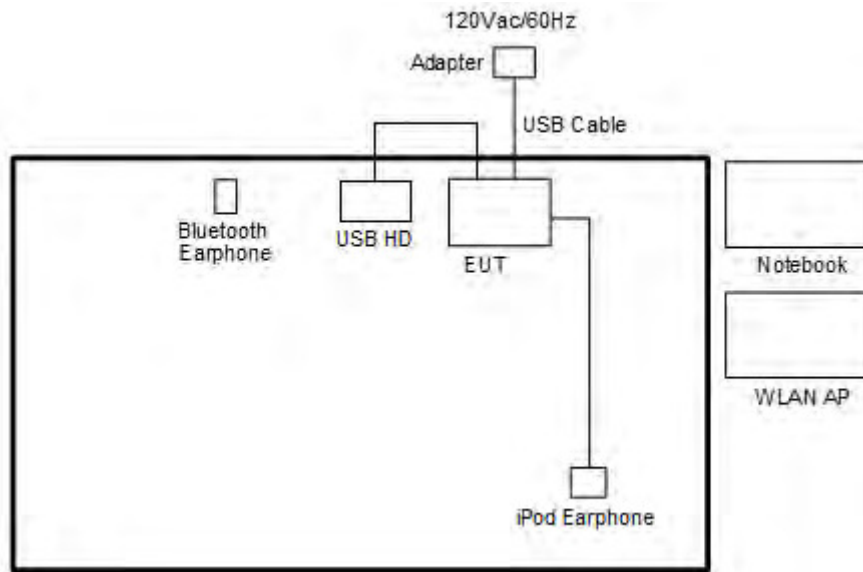 120Vac/60Hz
Adapter
USB Cable
Bluetooth
Earphone
USB HD
EUT
Notebook
WLAN AP
iPod Earphone